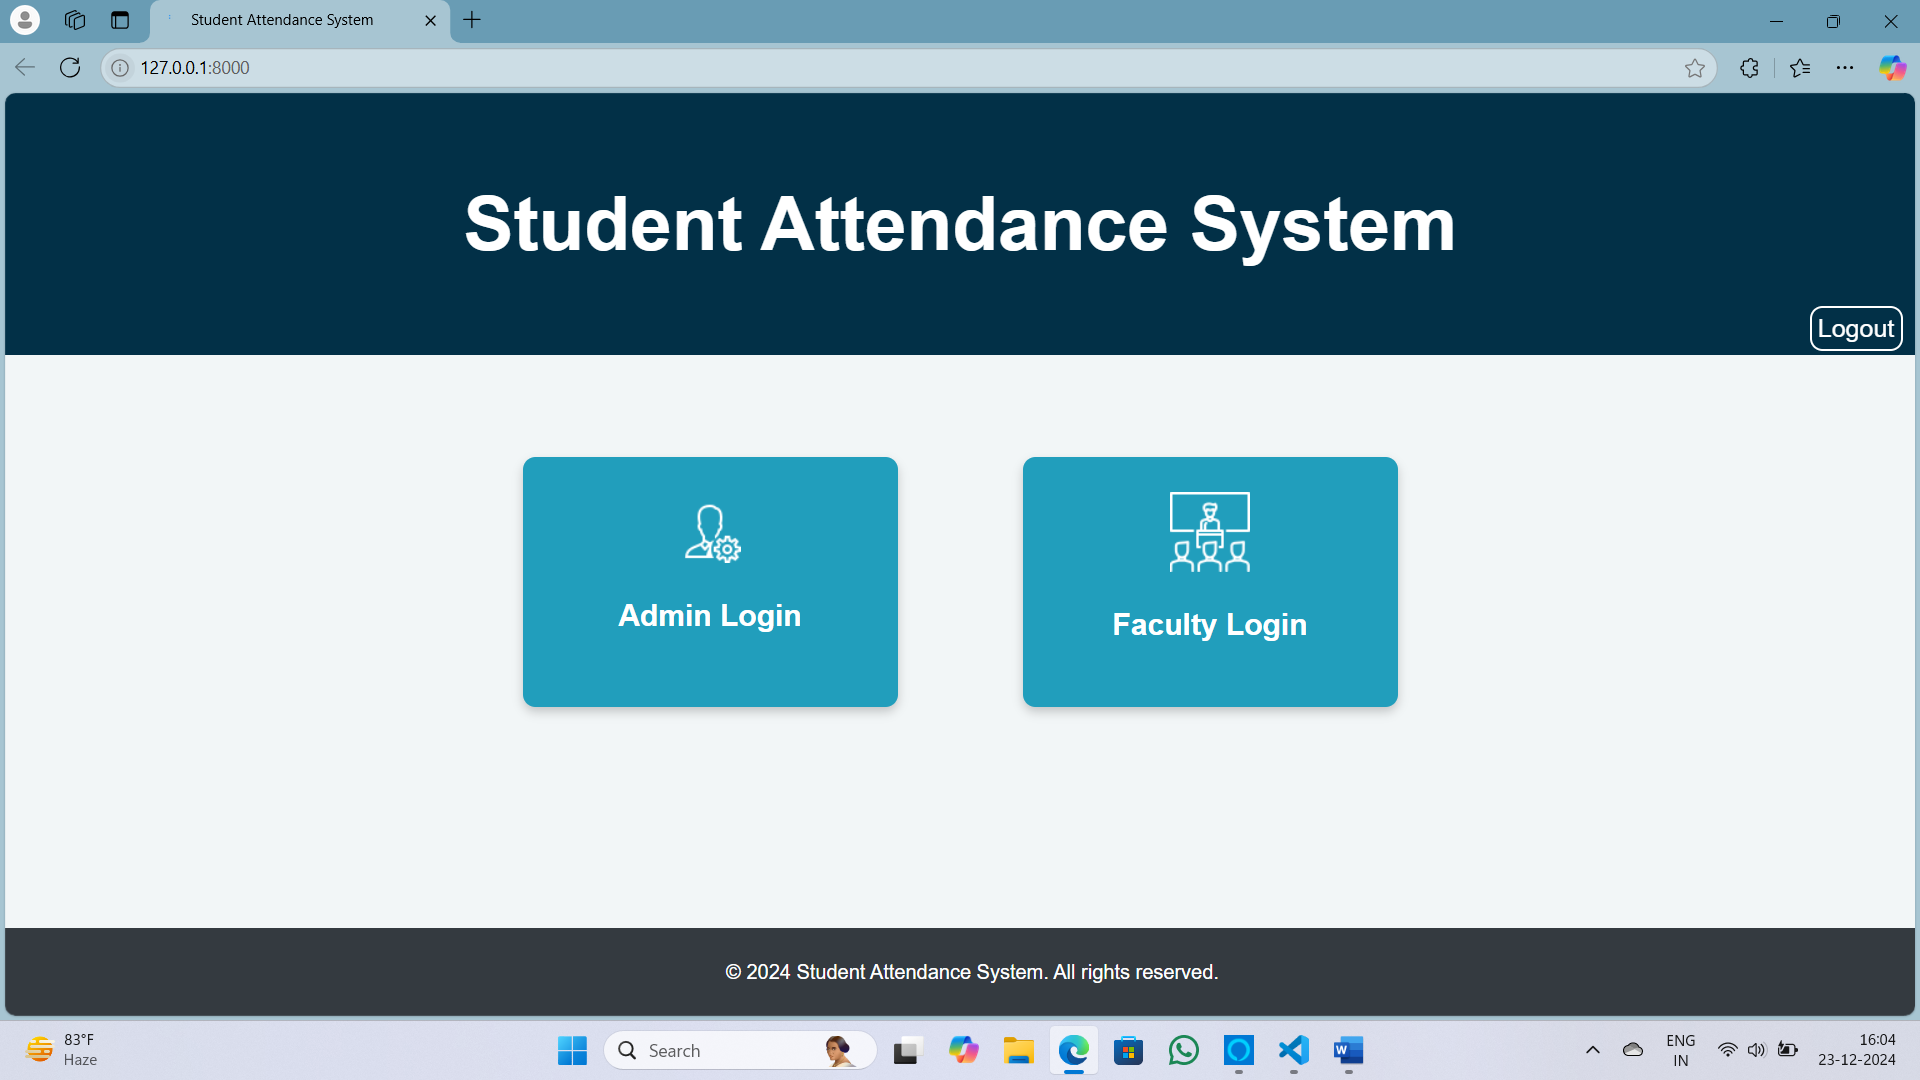 Student Attendance System
127.0.0.1:8000
Student Attendance System
Logout
Admin Login
Faculty Login
© 2024 Student Attendance System. All rights reserved.
83°F
Haze
Search
ENG
IN
16:04
23-12-2024